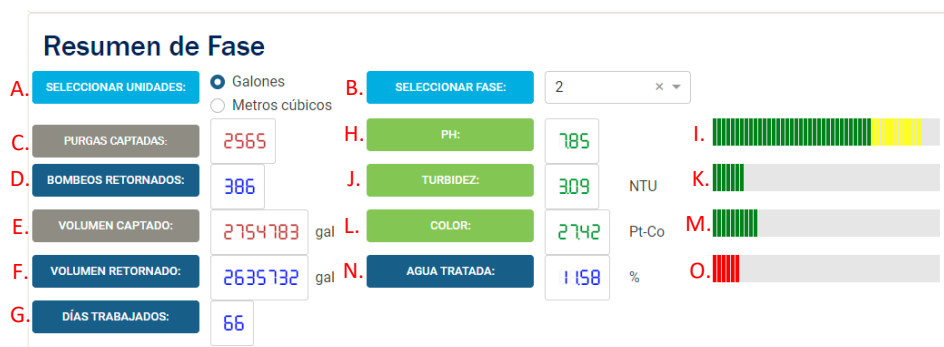 Resumen de Fase
A. SELECCIONAR UNIDADES: Galones Metros cúbicos B. SELECCIONAR FASE: 2 ×
C. PURGAS CAPTADAS: 2565 H. PH: 7.85 I.
D. BOMBEOS RETORNADOS: 386 J. TURBIDEZ: 3.09 NTU K.
E. VOLUMEN CAPTADO: 2754783 gal L. COLOR: 27.42 Pt-Co M.
F. VOLUMEN RETORNADO: 2635732 gal N. AGUA TRATADA: 11.58 % O.
G. DÍAS TRABAJADOS: 66